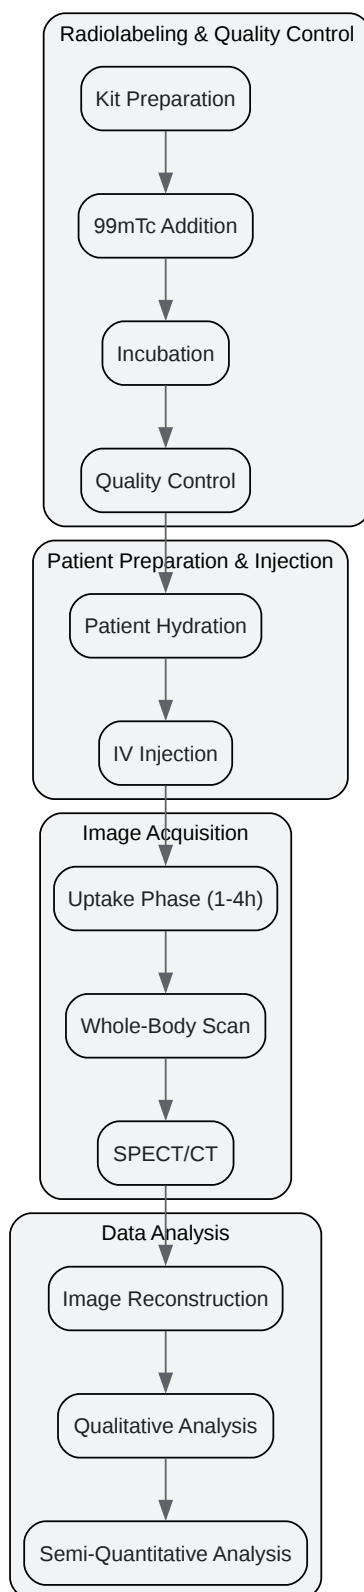 Radiolabeling & Quality Control
Kit Preparation
99mTc Addition
Incubation
Quality Control
Patient Preparation & Injection
Patient Hydration
IV Injection
Image Acquisition
Uptake Phase (1-4h)
Whole-Body Scan
SPECT/CT
Data Analysis
Image Reconstruction
Qualitative Analysis
Semi-Quantitative Analysis